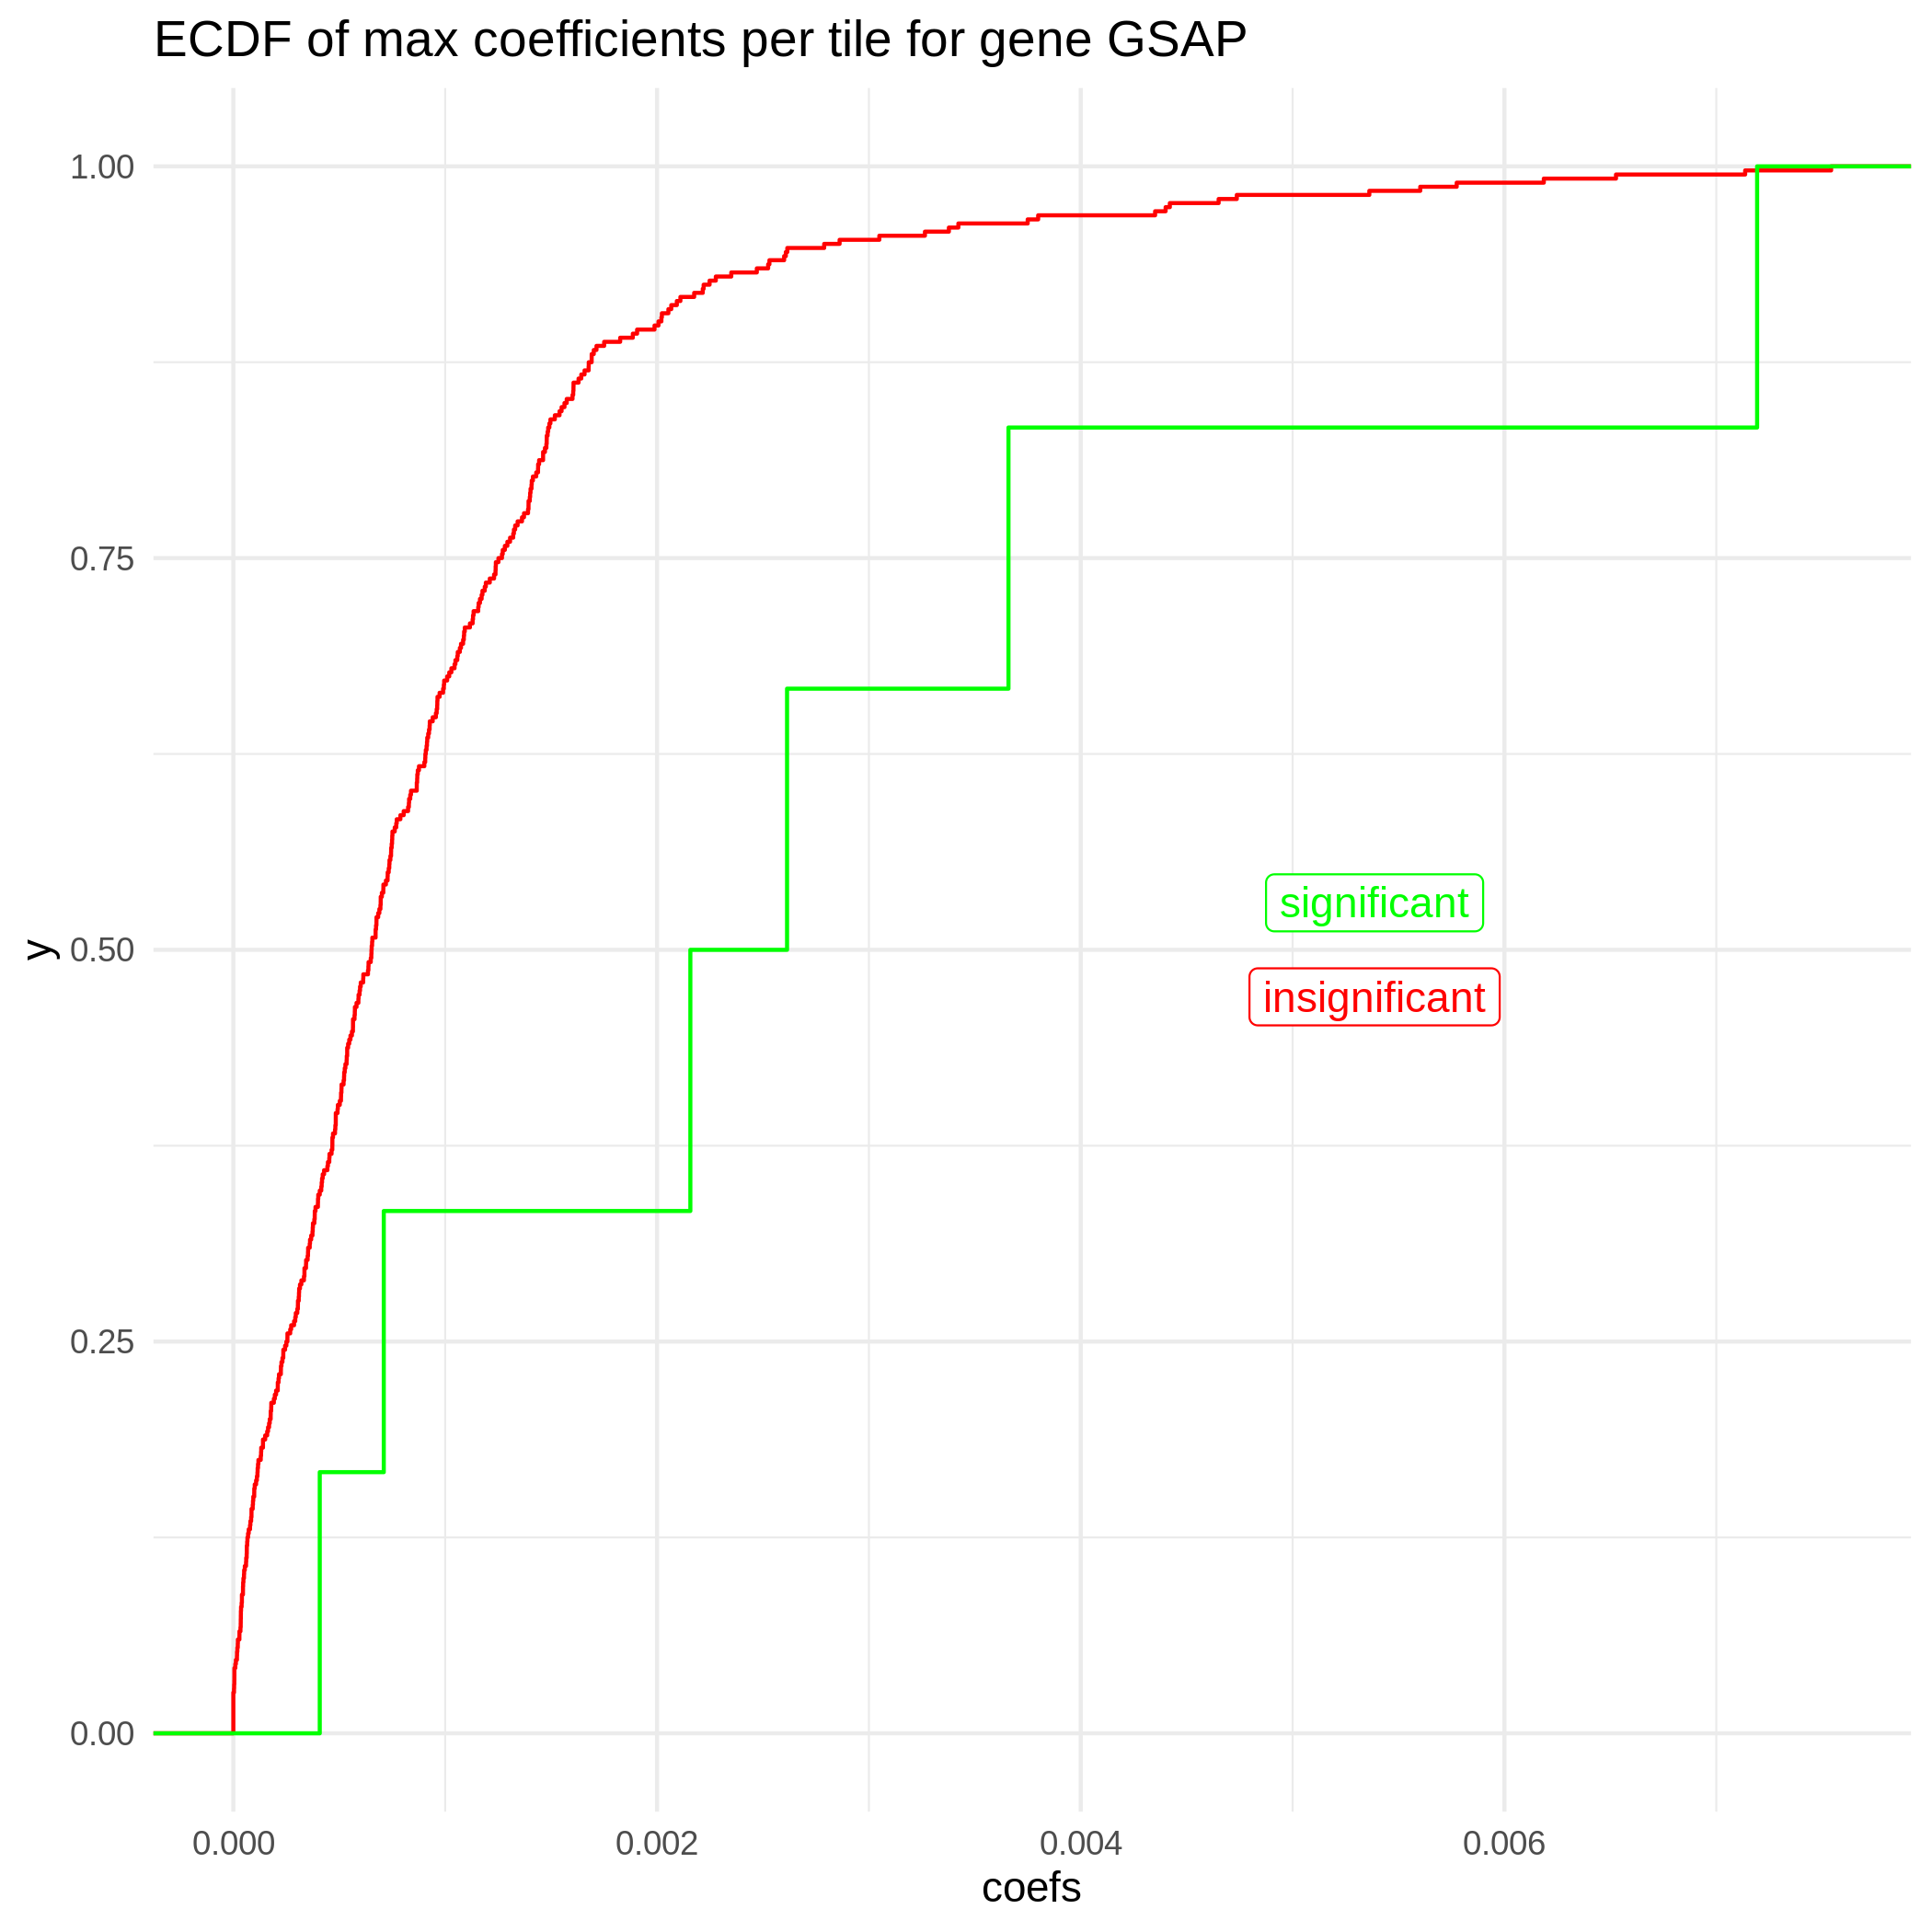 ECDF of max coefficients per tile for gene GSAP
1.00
0.75
0.50
0.25
0.00
y
significant
insignificant
0.000 0.002 0.004 0.006
coefs